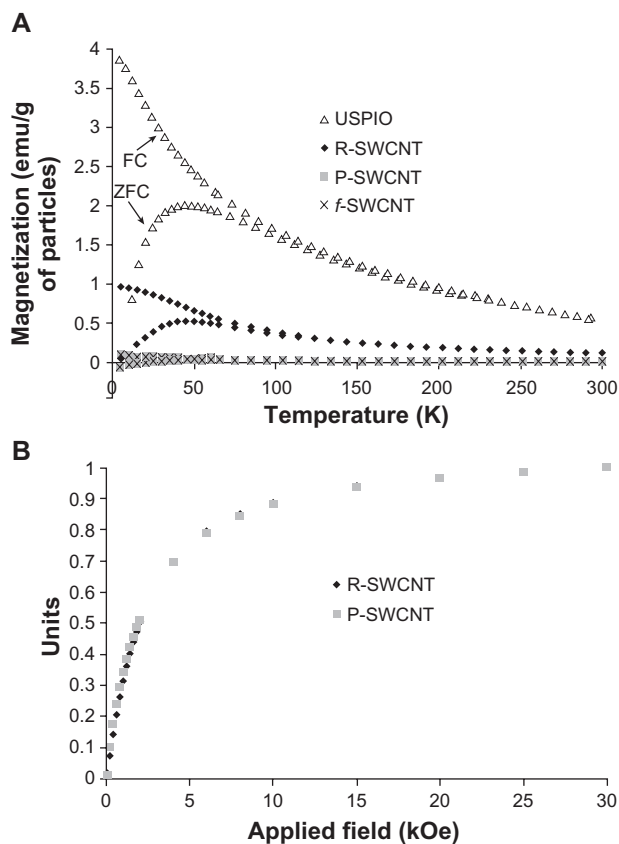 A
Magnetization (emu/g
of particles)
4
3.5
3
2.5
2
1.5
1
0.5
0
FC
ZFC
USPIO
R-SWCNT
P-SWCNT
f-SWCNT
0 50 100 150 200 250 300
Temperature (K)
B
Units
1
0.9
0.8
0.7
0.6
0.5
0.4
0.3
0.2
0.1
0
R-SWCNT
P-SWCNT
0 5 10 15 20 25 30
Applied field (kOe)